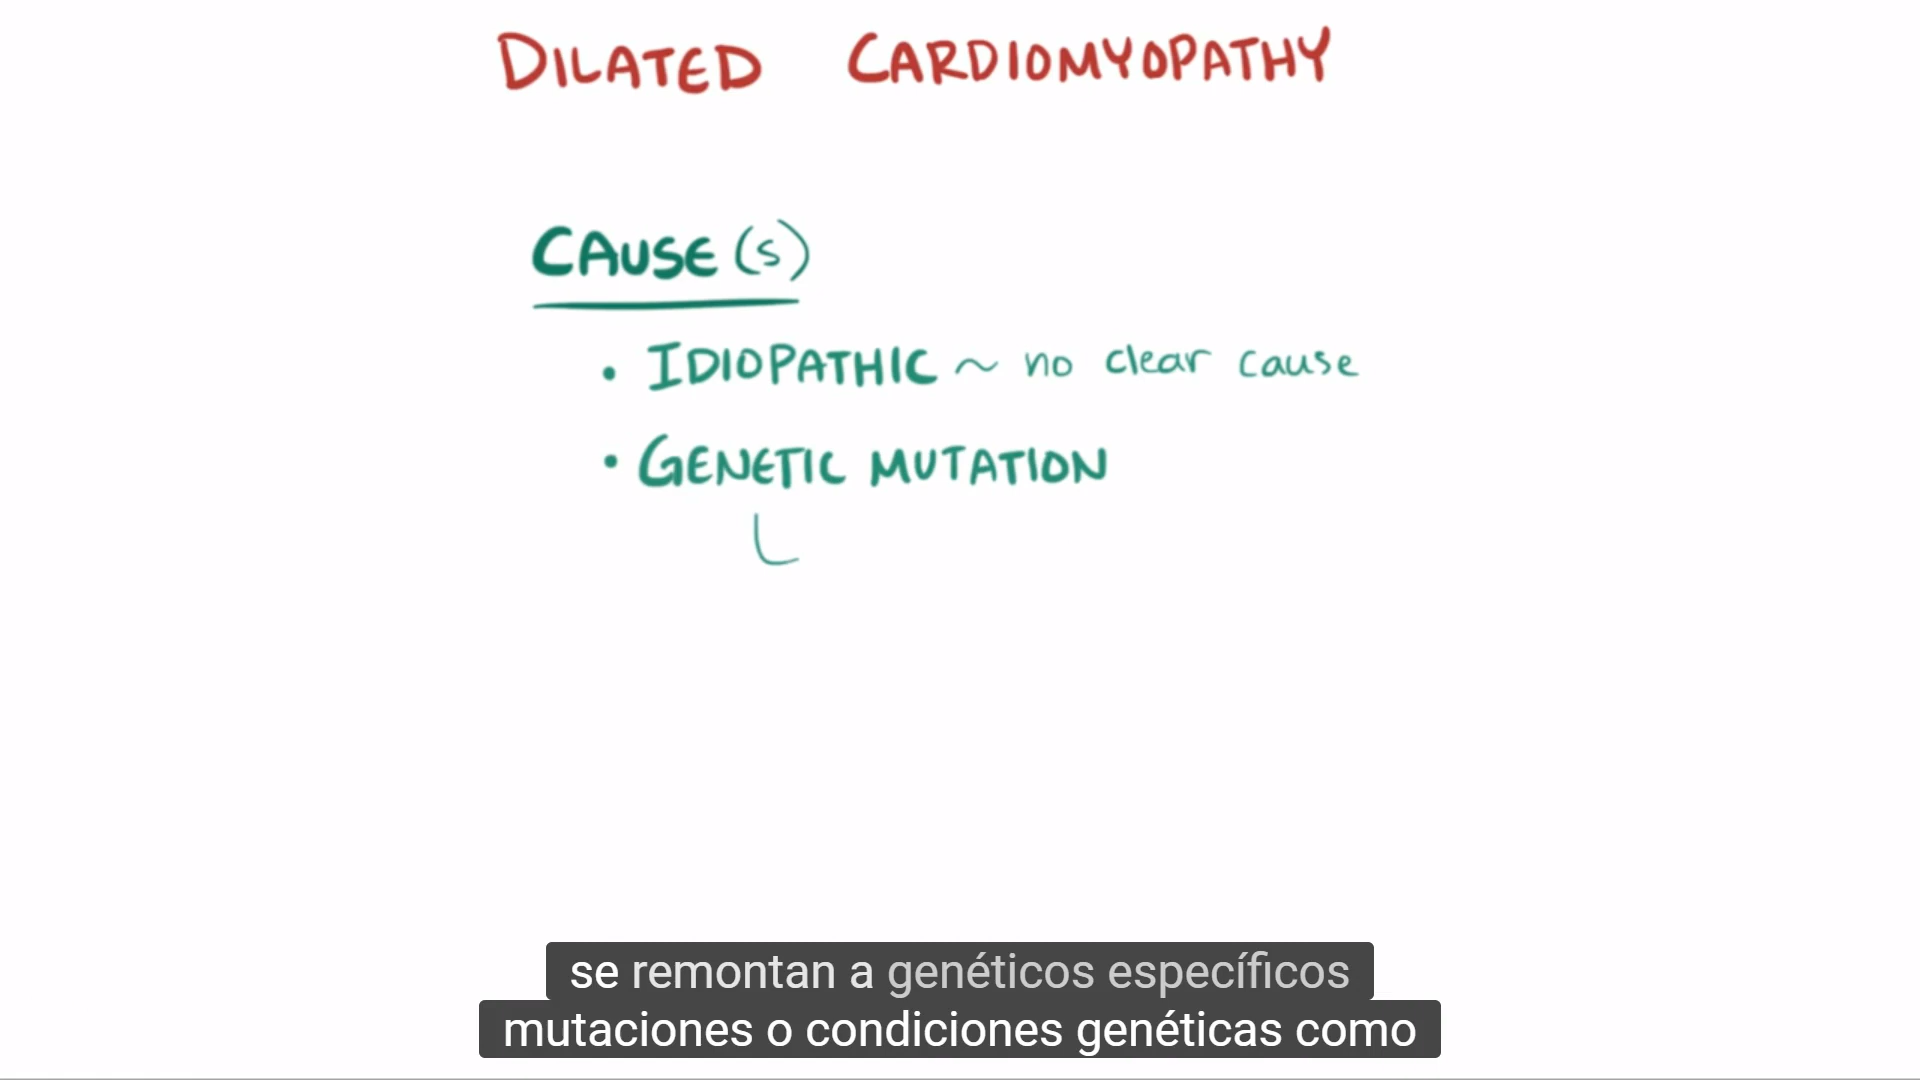 DILATED CARDIOMYOPATHY
CAUSE(s)
• IDIOPATHIC ~ no clear cause
• GENETIC MUTATION
se remontan a genéticos específicos
mutaciones o condiciones genéticas como